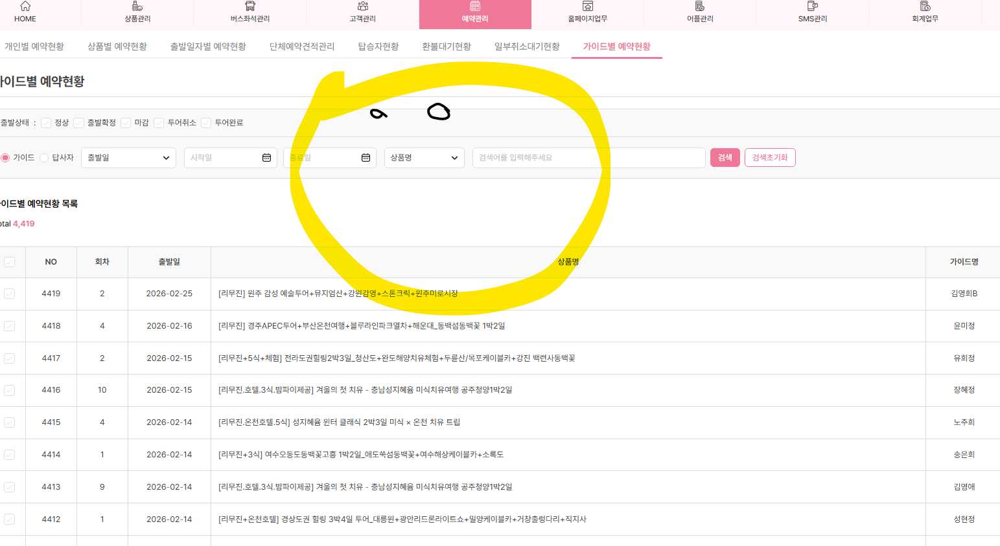 HOME 상품관리 버스좌석관리 고객관리 예약관리 홈페이지업무 어플관리 SMS관리 회계업무
개인별 예약현황 상품별 예약현황 출발일자별 예약현황 단체예약견적관리 탑승자현황 환불대기현황 일부취소대기현황 가이드별 예약현황
가이드별 예약현황
출발상태 : 정상 출발확정 마감 투어취소 투어완료
가이드 답사자 출발일 시작일 종료일 상품명 검색어를 입력해주세요 검색 검색초기화
이드별 예약현황 목록
otal 4,419
NO 회차 출발일 상품명 가이드명
4419 2 2026-02-25 [리무진] 원주 감성 예술투어+뮤지엄산+강원감영+스톤크릭+원주미로시장 김영희B
4418 4 2026-02-16 [리무진] 경주APEC투어+부산온천여행+블루라인파크열차+해운대_동백섬동백꽃 1박2일 윤미정
4417 2 2026-02-15 [리무진+5식+체험] 전라도권힐링2박3일_청산도+완도해양치유체험+두륜산/목포케이블카+강진 백련사동백꽃 유희정
4416 10 2026-02-15 [리무진.호텔.3식.밤파이제공] 겨울의 첫 치유 - 충남성지혜윰 미식치유여행 공주청양1박2일 장혜정
4415 4 2026-02-14 [리무진.온천호텔.5식] 성지혜윰 윈터 클래식 2박3일 미식 × 온천 치유 트립 노주희
4414 1 2026-02-14 [리무진+3식] 여수오동도동백꽃고흥 1박2일_애도쑥섬동백꽃+여수해상케이블카+소록도 송은희
4413 9 2026-02-14 [리무진.호텔.3식.밤파이제공] 겨울의 첫 치유 - 충남성지혜윰 미식치유여행 공주청양1박2일 김영애
4412 1 2026-02-14 [리무진+온천호텔] 경상도권 힐링 3박4일 투어_대릉원+광안리드론라이트쇼+밀양케이블카+거창출렁다리+직지사 성현정